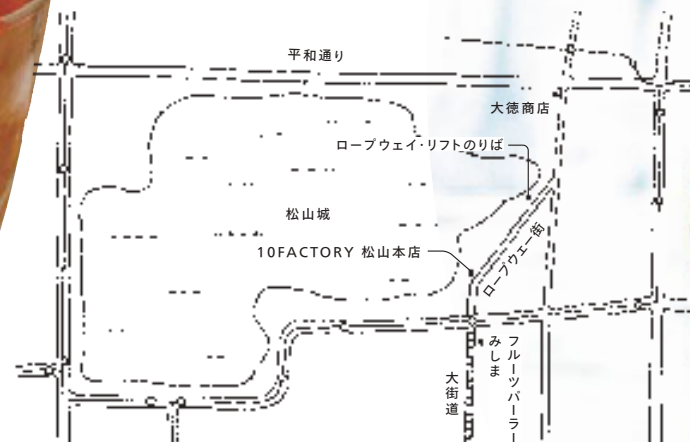 平和通り
大徳商店
ロープウェイ・リフトのりば
松山城
10FACTORY 松山本店
ロープウェー街
フルーツパーラー
みしま
大街道